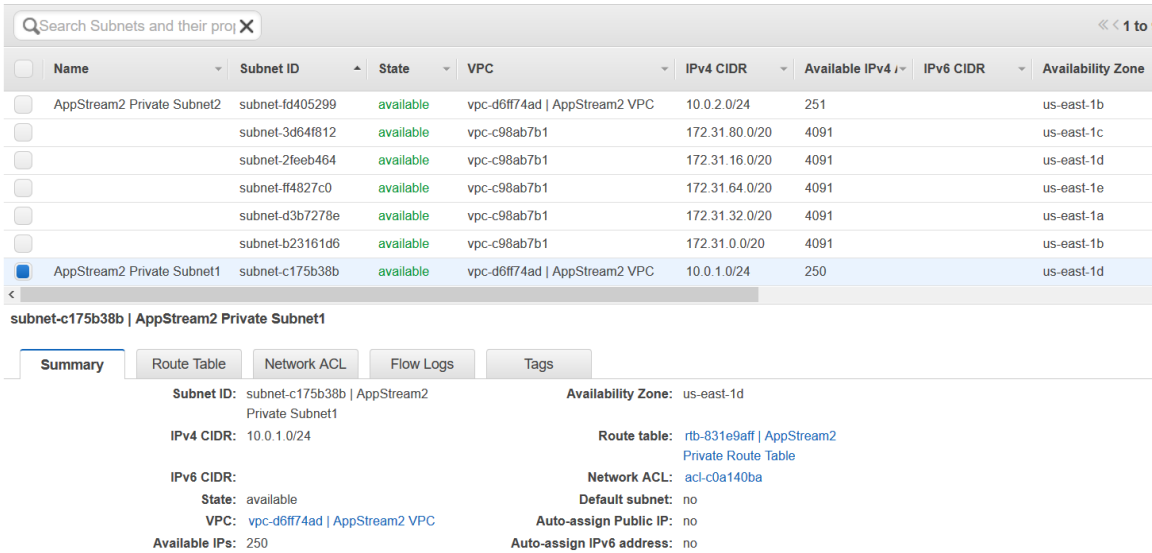 Search Subnets and their prop
1 to
Name Subnet ID State VPC IPv4 CIDR Available IPv4 IPv6 CIDR Availability Zone
AppStream2 Private Subnet2 subnet-fd405299 available vpc-d6ff74ad | AppStream2 VPC 10.0.2.0/24 251 us-east-1b
subnet-3d64f812 available vpc-c98ab7b1 172.31.80.0/20 4091 us-east-1c
subnet-2feeb464 available vpc-c98ab7b1 172.31.16.0/20 4091 us-east-1d
subnet-ff4827c0 available vpc-c98ab7b1 172.31.64.0/20 4091 us-east-1e
subnet-d3b7278e available vpc-c98ab7b1 172.31.32.0/20 4091 us-east-1a
subnet-b23161d6 available vpc-c98ab7b1 172.31.0.0/20 4091 us-east-1b
AppStream2 Private Subnet1 subnet-c175b38b available vpc-d6ff74ad | AppStream2 VPC 10.0.1.0/24 250 us-east-1d
subnet-c175b38b | AppStream2 Private Subnet1
Summary Route Table Network ACL Flow Logs Tags
Subnet ID: subnet-c175b38b | AppStream2 Availability Zone: us-east-1d
Private Subnet1
IPv4 CIDR: 10.0.1.0/24 Route table: rtb-831e9aff | AppStream2
Private Route Table
IPv6 CIDR: Network ACL: acl-c0a140ba
State: available Default subnet: no
VPC: vpc-d6ff74ad | AppStream2 VPC Auto-assign Public IP: no
Available IPs: 250 Auto-assign IPv6 address: no